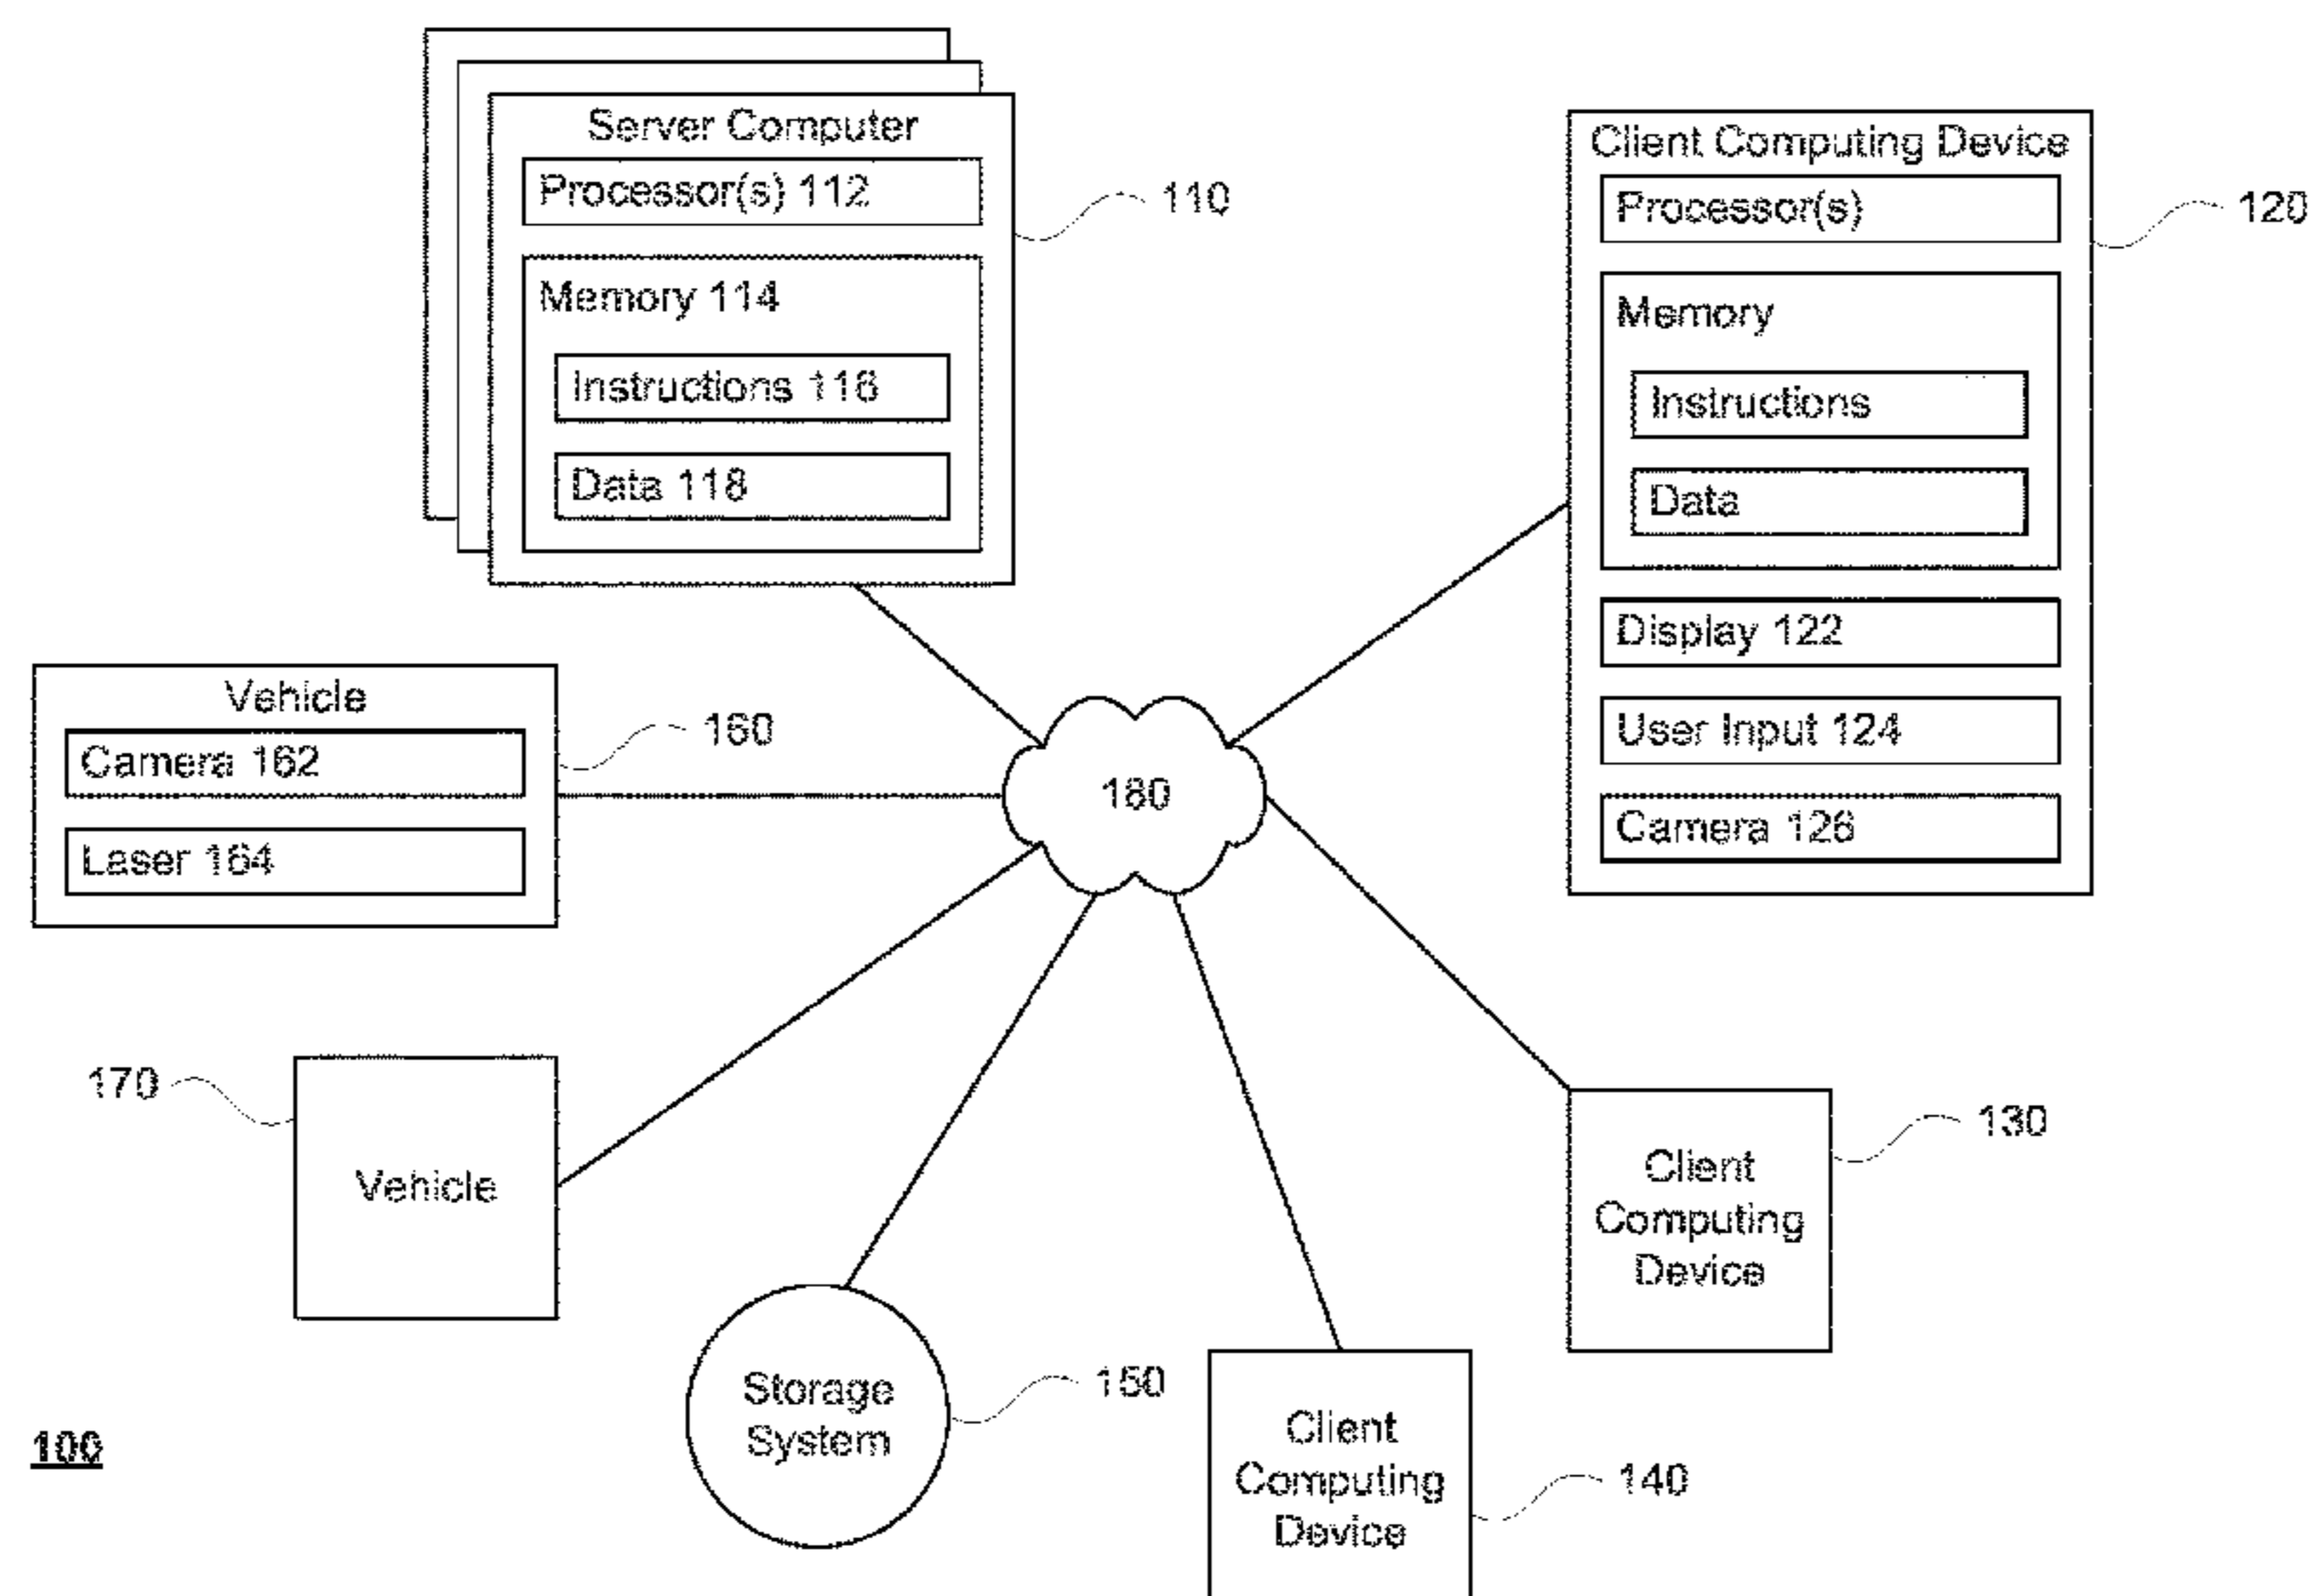 Server Computer
Processor(s) 112
Memory 114
Instructions 116
Data 118
110
Client Computing Device
Processor(s)
Memory
Instructions
Data
Display 122
User Input 124
Camera 126
120
Vehicle
Camera 162
Laser 164
160
180
170
Vehicle
Client
Computing
Device
130
Storage
System
150
Client
Computing
Device
140
100